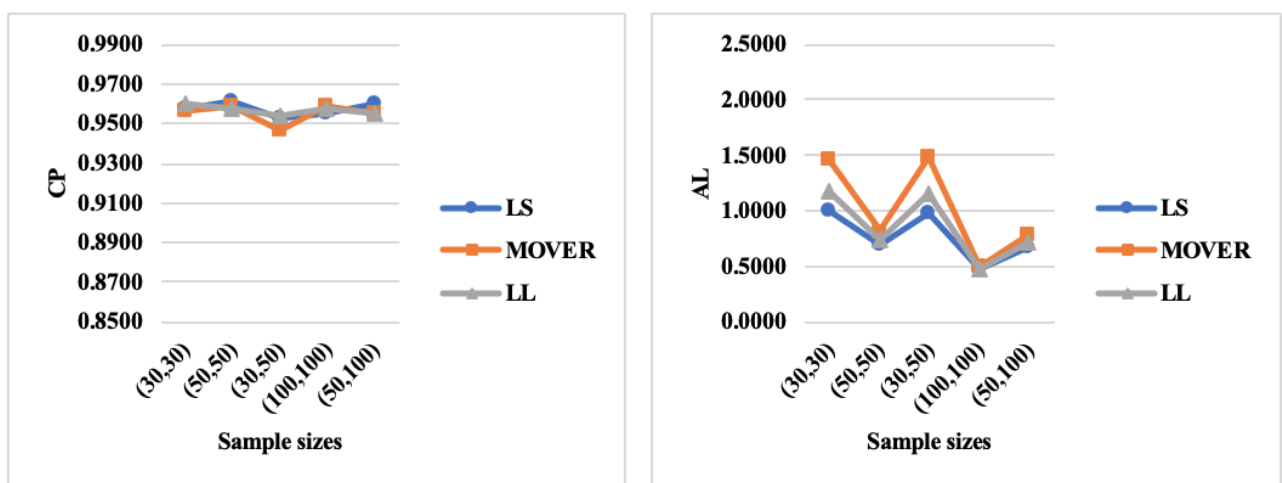 0.9900
0.9700
0.9500
0.9300
0.9100
0.8900
0.8700
0.8500
CP
(30,30)
(50,50)
(30,50)
(100,100)
(50,100)
Sample sizes
LS
MOVER
LL
2.5000
2.0000
1.5000
1.0000
0.5000
0.0000
AL
(30,30)
(50,50)
(30,50)
(100,100)
(50,100)
Sample sizes
LS
MOVER
LL